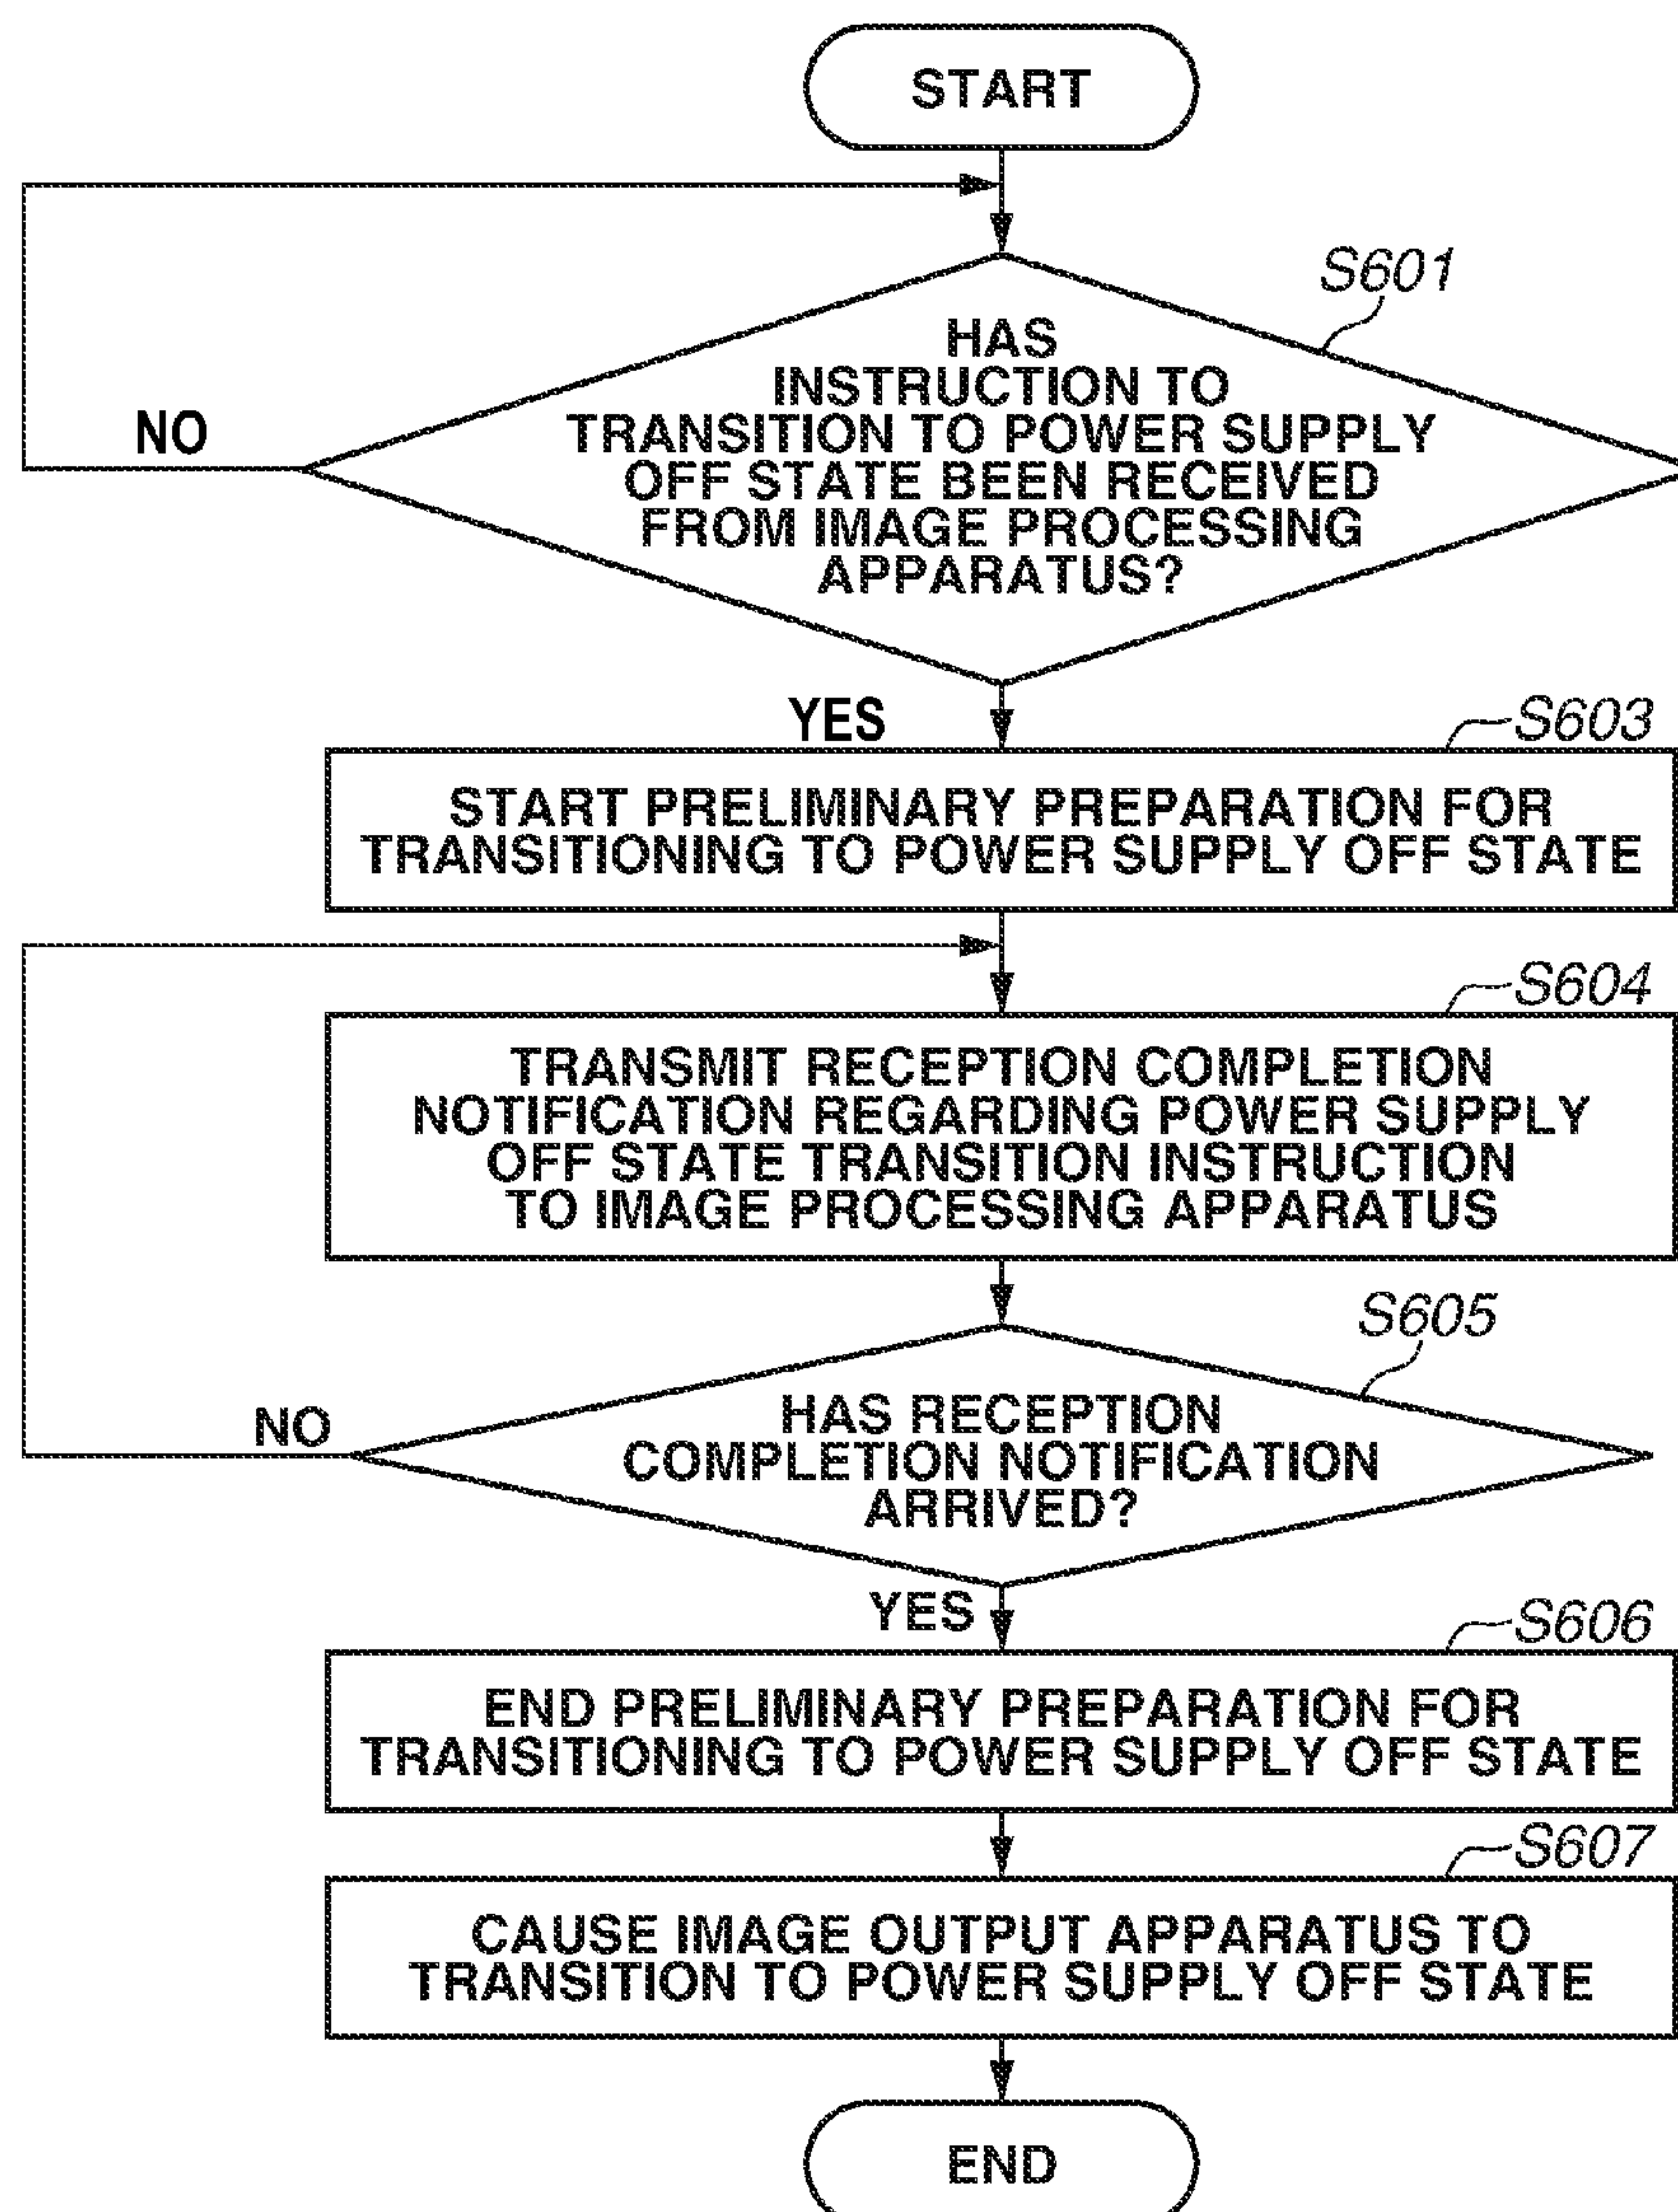 START
S601
HAS
INSTRUCTION TO
TRANSITION TO POWER SUPPLY
OFF STATE BEEN RECEIVED
FROM IMAGE PROCESSING
APPARATUS?
NO
YES
S603
START PRELIMINARY PREPARATION FOR
TRANSITIONING TO POWER SUPPLY OFF STATE
S604
TRANSMIT RECEPTION COMPLETION
NOTIFICATION REGARDING POWER SUPPLY
OFF STATE TRANSITION INSTRUCTION
TO IMAGE PROCESSING APPARATUS
S605
HAS RECEPTION
COMPLETION NOTIFICATION
ARRIVED?
NO
YES
S606
END PRELIMINARY PREPARATION FOR
TRANSITIONING TO POWER SUPPLY OFF STATE
S607
CAUSE IMAGE OUTPUT APPARATUS TO
TRANSITION TO POWER SUPPLY OFF STATE
END